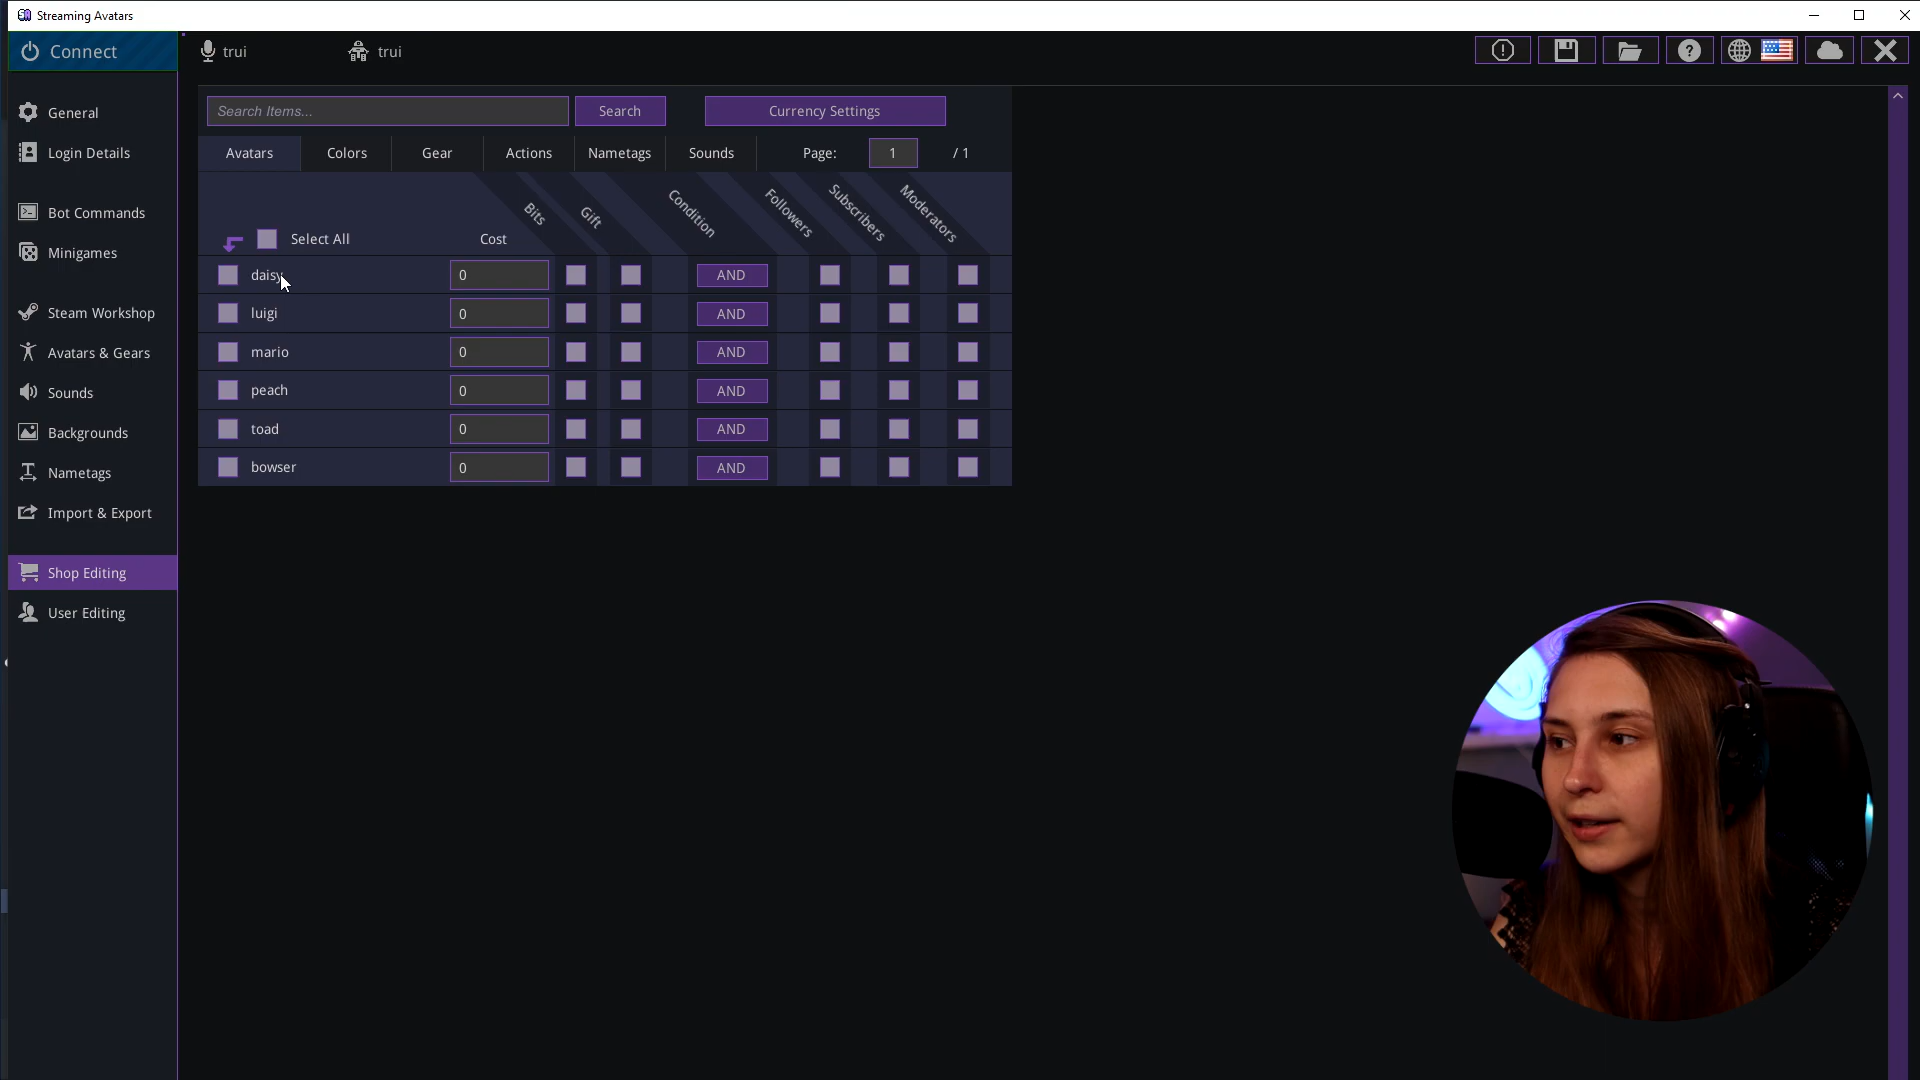 Streaming Avatars
Connect
trui
trui
General
Login Details
Bot Commands
Minigames
Steam Workshop
Avatars & Gears
Sounds
Backgrounds
Nametags
Import & Export
Shop Editing
User Editing
Search Items...
Search
Currency Settings
Avatars Colors Gear Actions Nametags Sounds Page: 1 / 1
Select All Cost Bits Gift Condition Followers Subscribers Moderators
daisy 0 AND
luigi 0 AND
mario 0 AND
peach 0 AND
toad 0 AND
bowser 0 AND